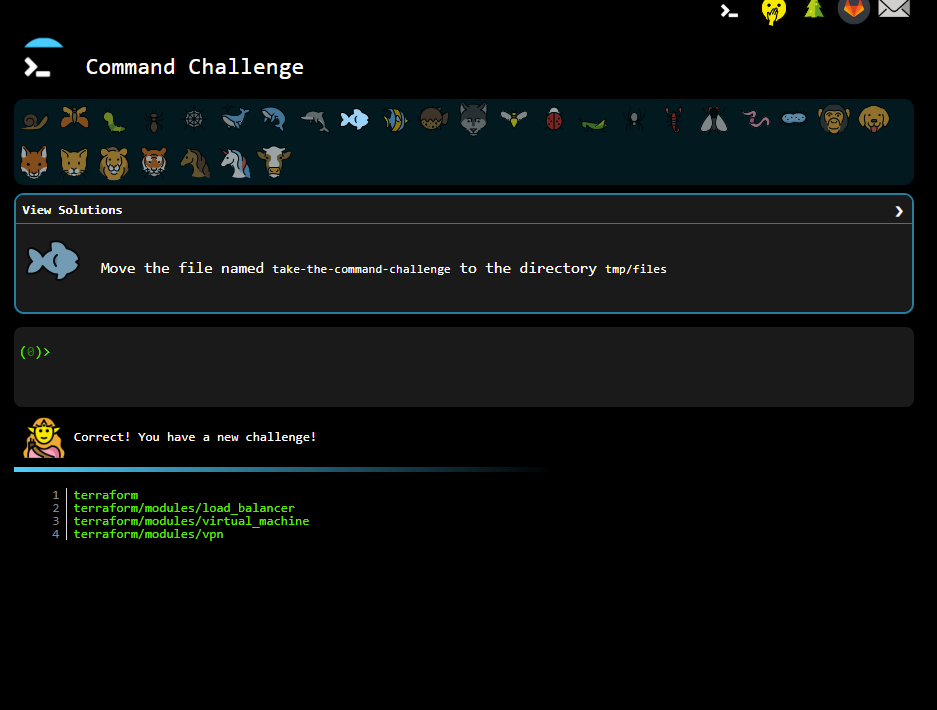 Command Challenge
View Solutions
Move the file named take-the-command-challenge to the directory tmp/files
(0)>
Correct! You have a new challenge!
1 terraform
2 terraform/modules/load_balancer
3 terraform/modules/virtual_machine
4 terraform/modules/vpn